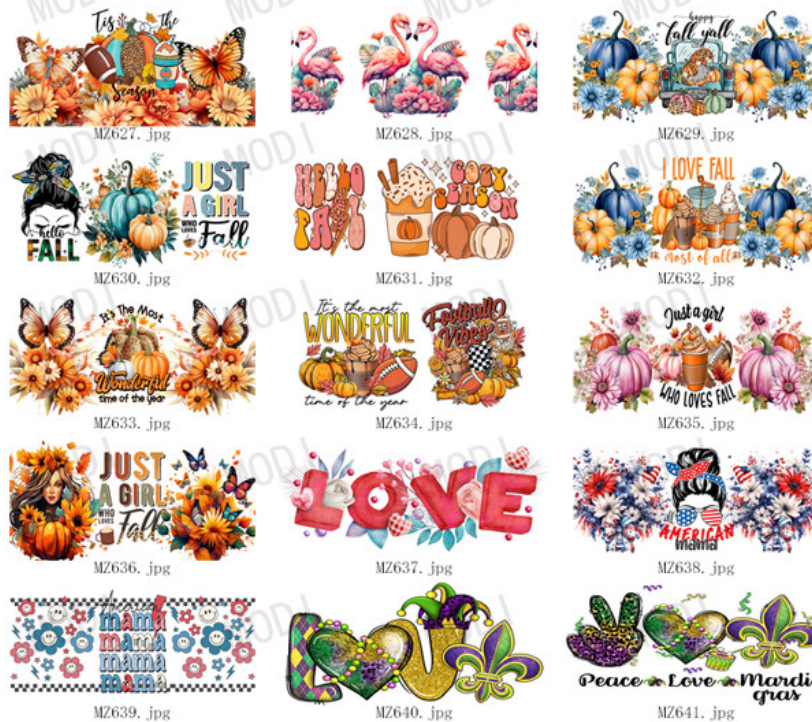 Tis The
Season
MZ627.jpg
MZ628.jpg
happy
fall y'all
MZ629.jpg
hello
FALL
JUST
A GIRL
WHO
LOVES
Fall
MZ630.jpg
HELLO
FALL
COZY
SEASON
MZ631.jpg
I LOVE FALL
most of all
MZ632.jpg
It's The Most
Wonderful
time of the year
MZ633.jpg
It's the most
WONDERFUL
time of the year
Football
Vibes
MZ634.jpg
Just a girl
WHO LOVES FALL
MZ635.jpg
JUST
A GIRL
WHO
LOVES
Fall
MZ636.jpg
LOVE
MZ637.jpg
all
AMERICAN
mama
MZ638.jpg
American
mama
mama
mama
mama
MZ639.jpg
MZ640.jpg
Peace Love Mardi
gras
MZ641.jpg
MODI